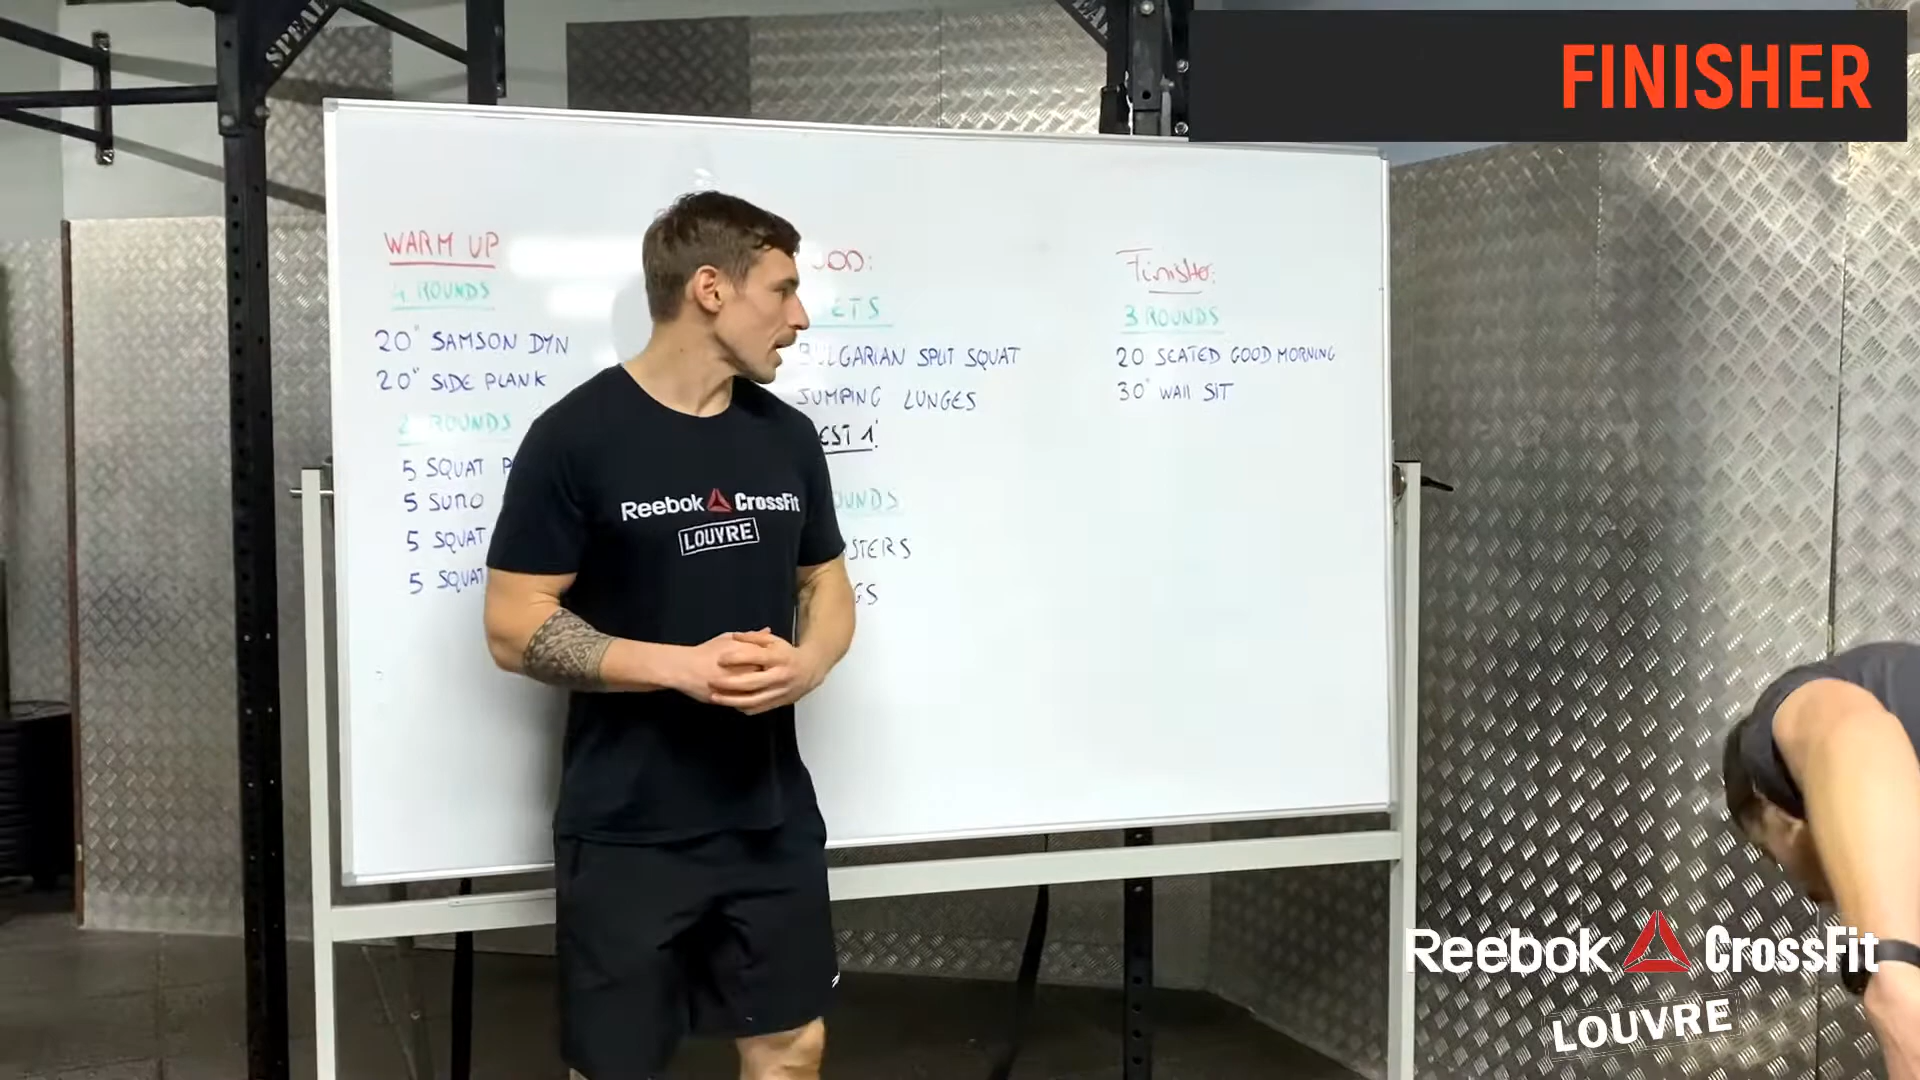 FINISHER
WARM UP
4 ROUNDS
20" SAMSON DYN
20" SIDE PLANK
2 ROUNDS
5 SQUAT
5 SUMO
5 SQUAT
5 SQUAT
BULGARIAN SPLIT SQUAT
JUMPING LUNGES
Finisher:
3 ROUNDS
20 SEATED GOOD MORNING
30" WALL SIT
Reebok CrossFit
LOUVRE
Reebok CrossFit
LOUVRE